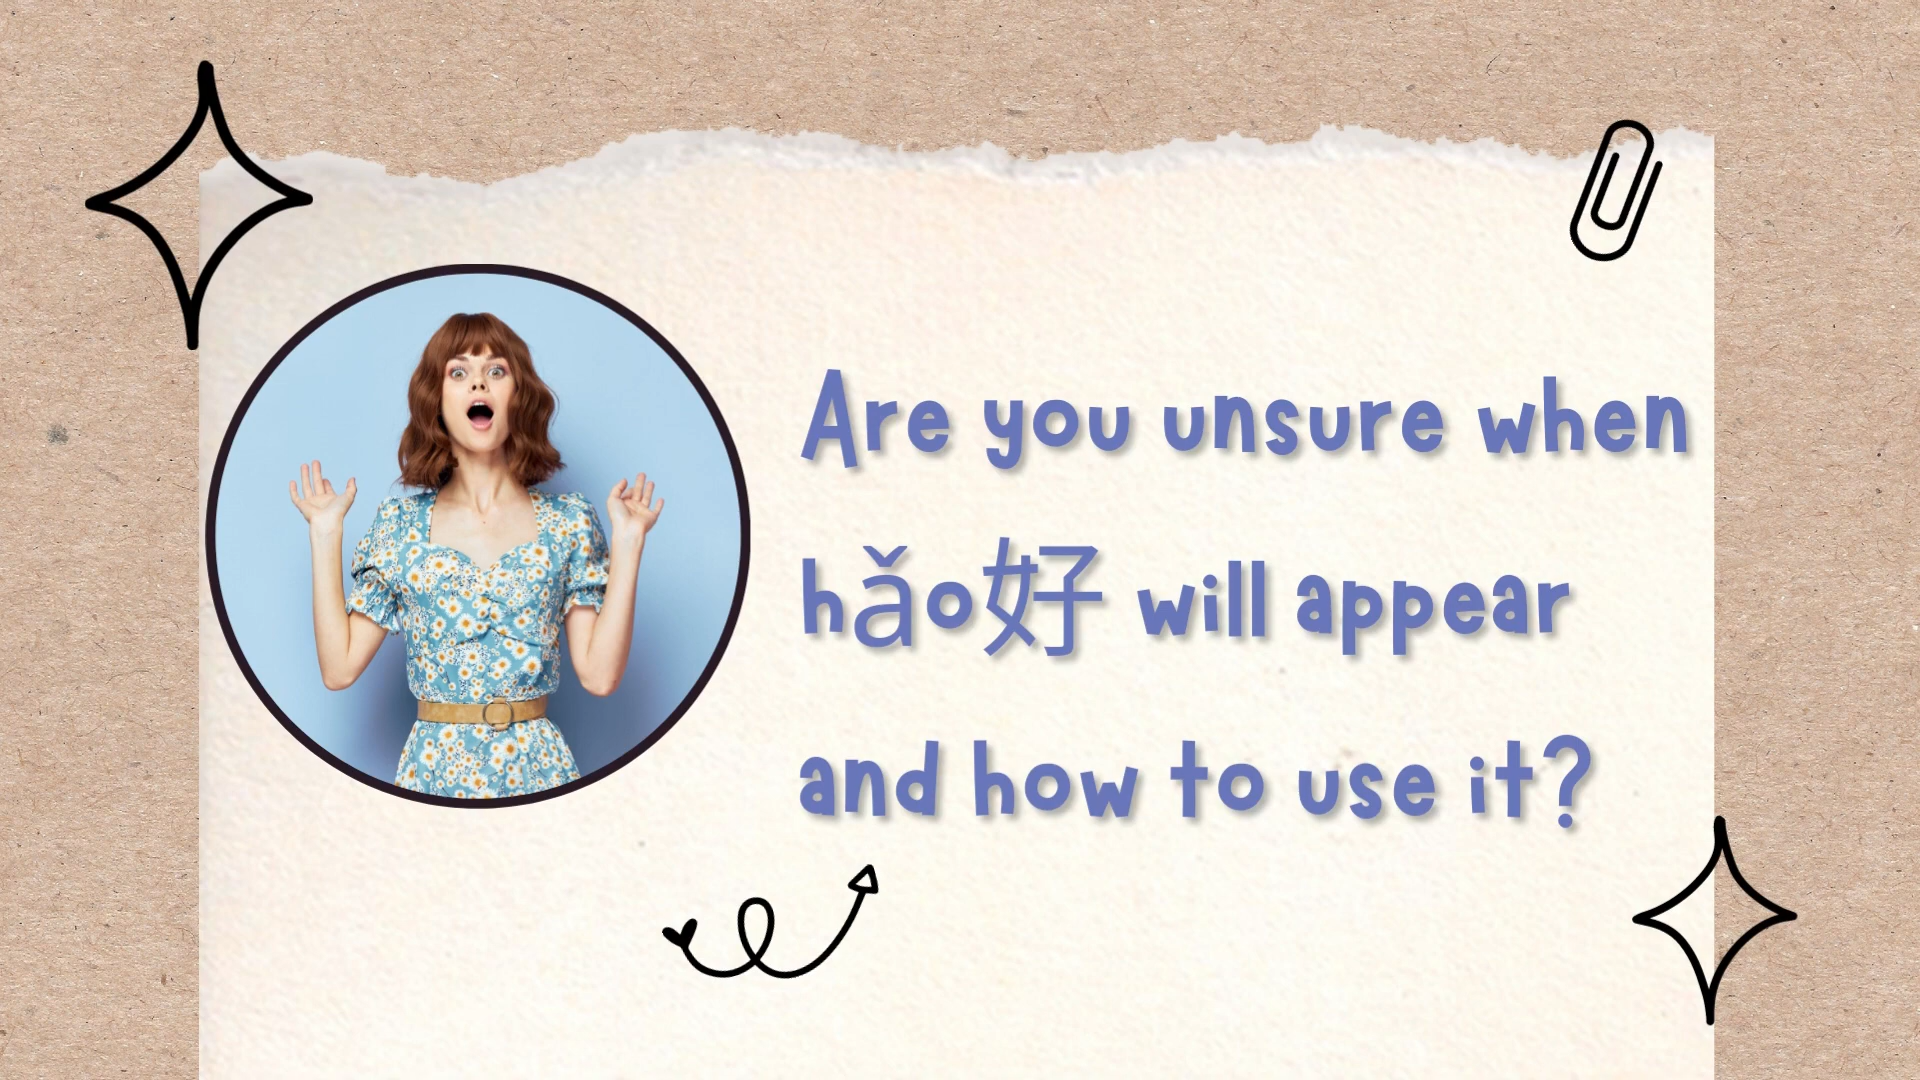 Are you unsure when
hǎo好 will appear
and how to use it?